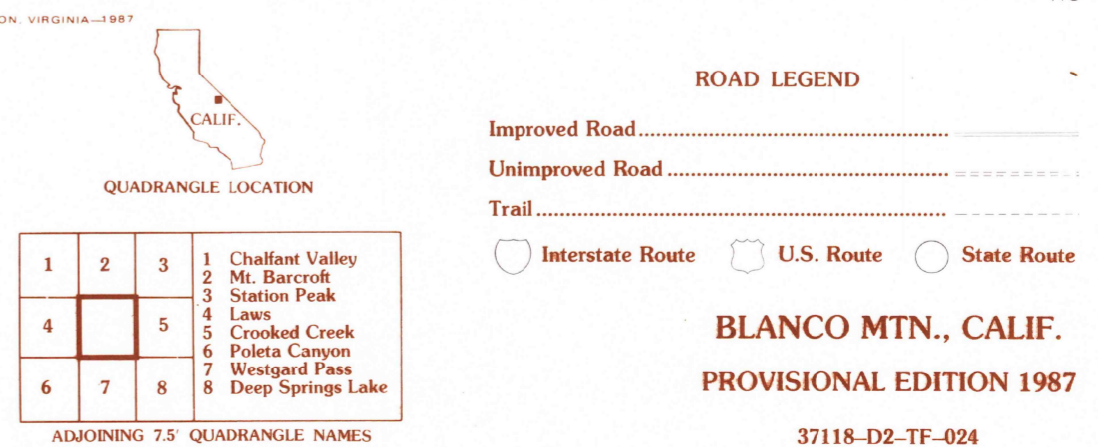 ON, VIRGINIA—1987
CALIF.
QUADRANGLE LOCATION
1 2 3
4 5
6 7 8
1 Chalfant Valley
2 Mt. Barcroft
3 Station Peak
4 Laws
5 Crooked Creek
6 Poleta Canyon
7 Westgard Pass
8 Deep Springs Lake
ADJOINING 7.5′ QUADRANGLE NAMES
ROAD LEGEND
Improved Road
Unimproved Road
Trail
Interstate Route U.S. Route State Route
BLANCO MTN., CALIF.
PROVISIONAL EDITION 1987
37118–D2–TF–024